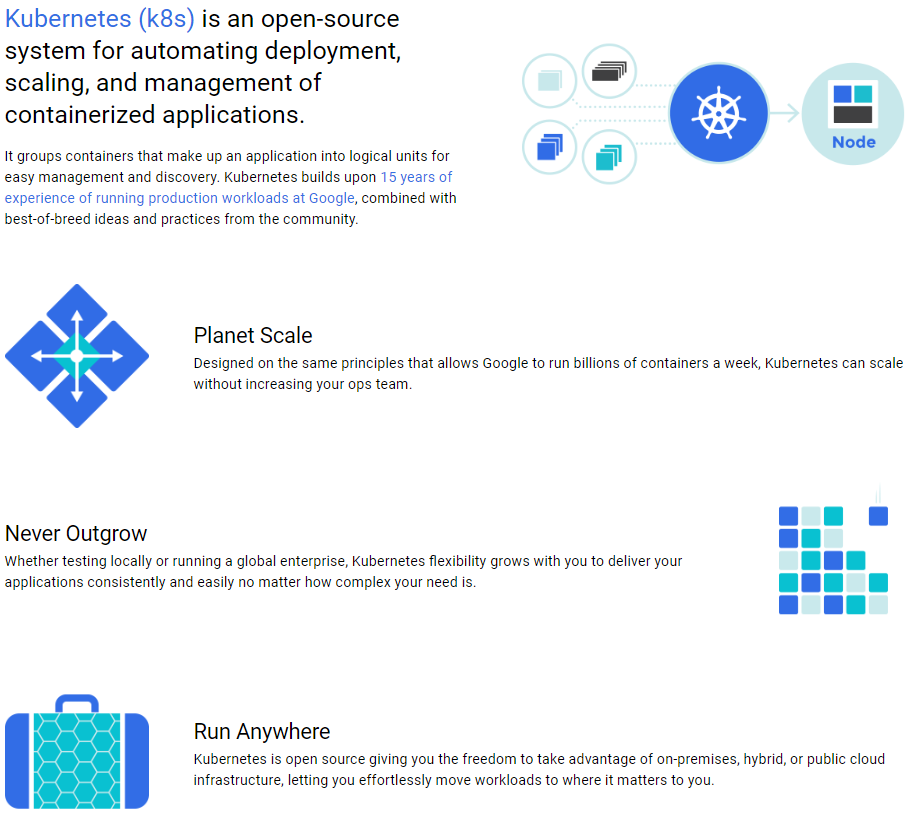 Kubernetes (k8s) is an open-source
system for automating deployment,
scaling, and management of
containerized applications.
It groups containers that make up an application into logical units for
easy management and discovery. Kubernetes builds upon 15 years of
experience of running production workloads at Google, combined with
best-of-breed ideas and practices from the community.
Node
Planet Scale
Designed on the same principles that allows Google to run billions of containers a week, Kubernetes can scale
without increasing your ops team.
Never Outgrow
Whether testing locally or running a global enterprise, Kubernetes flexibility grows with you to deliver your
applications consistently and easily no matter how complex your need is.
Run Anywhere
Kubernetes is open source giving you the freedom to take advantage of on-premises, hybrid, or public cloud
infrastructure, letting you effortlessly move workloads to where it matters to you.